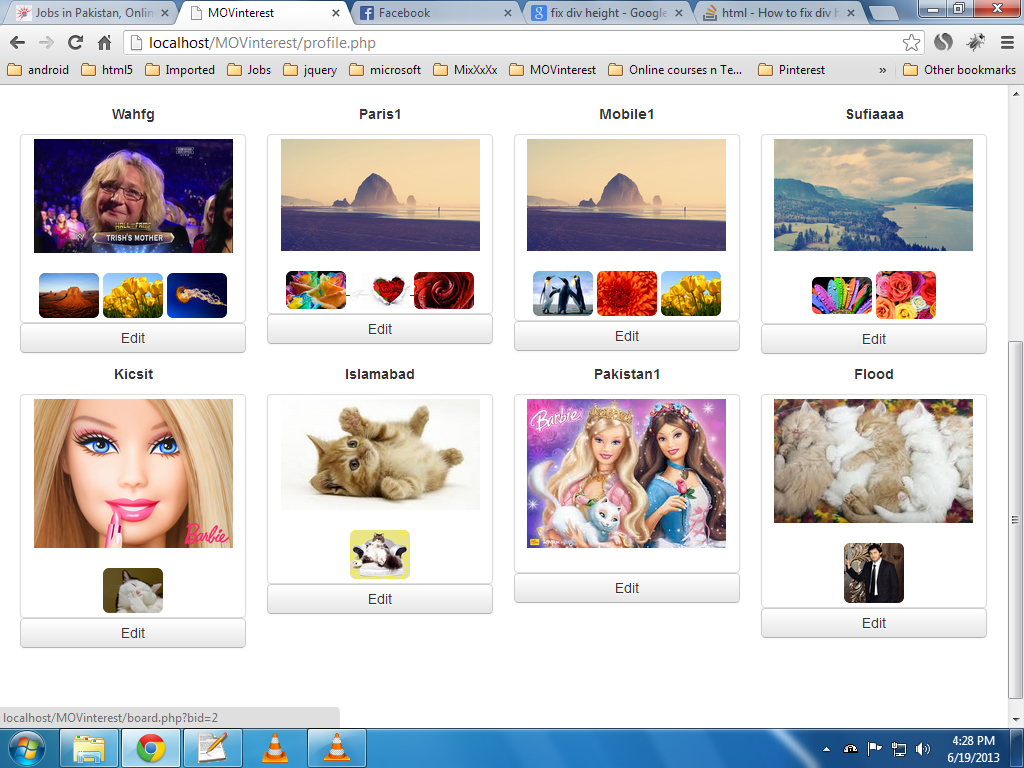 Jobs in Pakistan, Onlin
MOVinterest
Facebook
fix div height - Google
html - How to fix div h
localhost/MOVinterest/profile.php
android
html5
Imported
Jobs
jquery
microsoft
MixXxXx
MOVinterest
Online courses n Te...
Pinterest
»
Other bookmarks
Wahfg
Paris1
Mobile1
Sufiaaaa
HALL OF FAME
TRISH'S MOTHER
Edit
Edit
Edit
Edit
Kicsit
Islamabad
Pakistan1
Flood
Barbie
Barbie
Edit
Edit
Edit
Edit
localhost/MOVinterest/board.php?bid=2
4:28 PM
6/19/2013